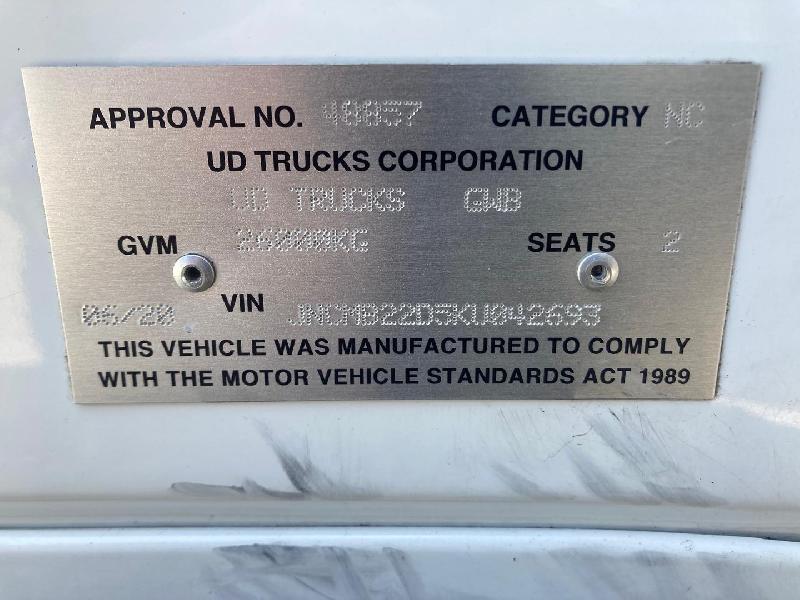 APPROVAL NO. 48857 CATEGORY NC
UD TRUCKS CORPORATION
UD TRUCKS GWB
GVM 26000KG SEATS 2
06/20 VIN JNCMB22D5KU042693
THIS VEHICLE WAS MANUFACTURED TO COMPLY
WITH THE MOTOR VEHICLE STANDARDS ACT 1989